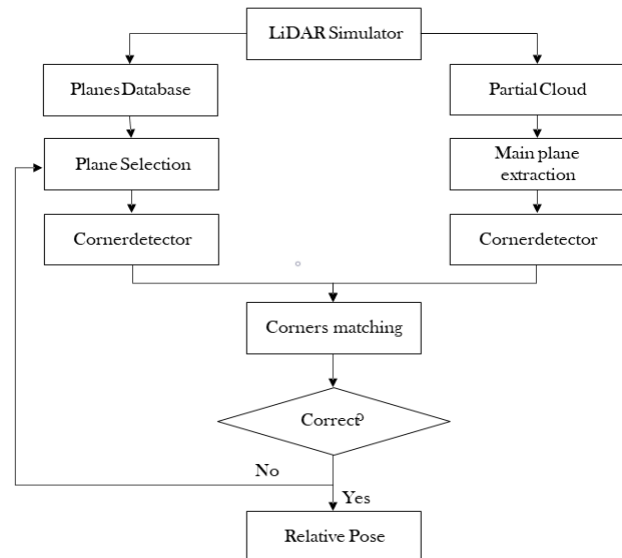 LiDAR Simulator
Planes Database
Partial Cloud
Plane Selection
Main plane
extraction
Cornerdetector
Cornerdetector
Corners matching
Correct?
No
Yes
Relative Pose